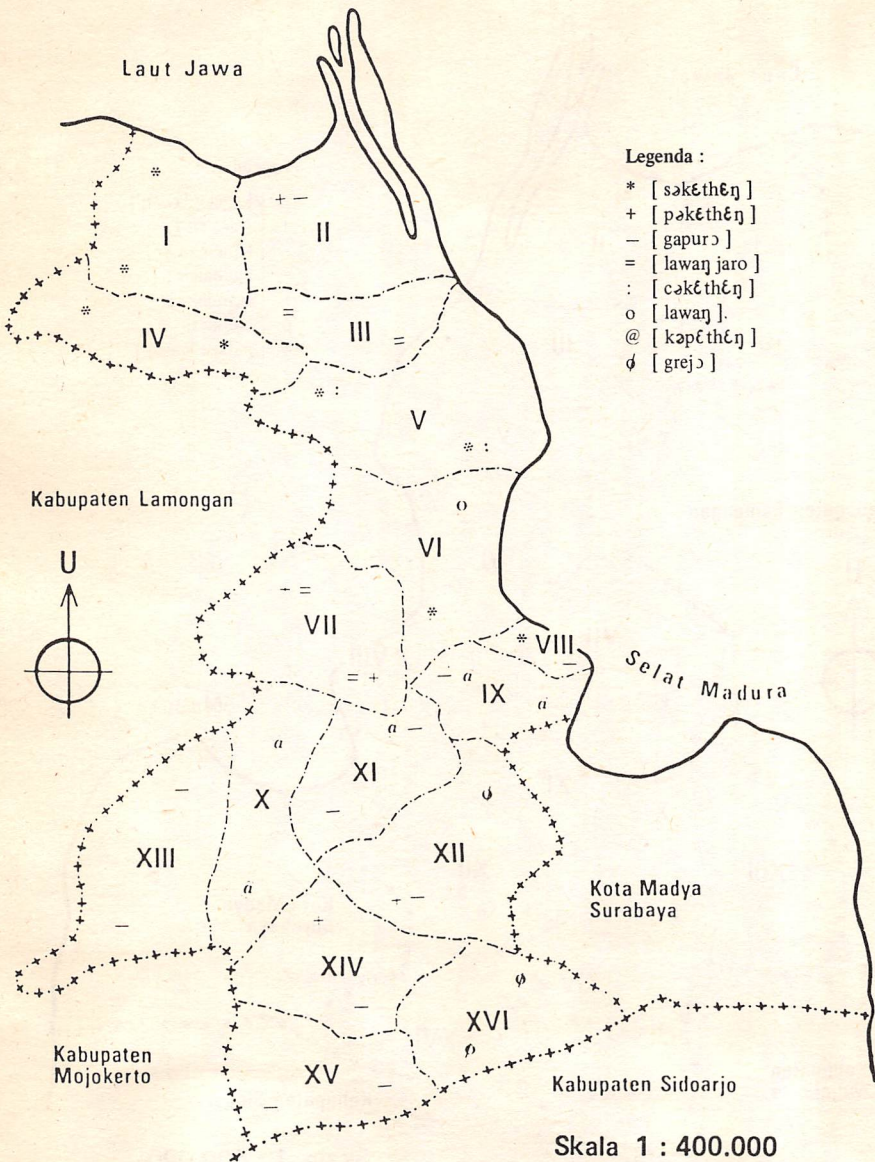 Laut Jawa
Legenda :
* [ səkɛthɛŋ ]
+ [ pəkɛthɛŋ ]
– [ gapurɔ ]
= [ lawaŋ jaro ]
: [ cəkɛthɛŋ ]
o [ lawaŋ ].
@ [ kəpɛthɛŋ ]
ɸ [ grejɔ ]
*
+ –
I
II
*
*
=
III
=
IV
*
* :
V
* :
Kabupaten Lamongan
o
VI
U
+ =
VII
*
* VIII
–
= +
– a
IX
a
Selat Madura
a
a –
XI
X
–
–
ɸ
XIII
XII
a
+ –
–
Kota Madya
Surabaya
+
XIV
–
ɸ
XVI
ɸ
Kabupaten
Mojokerto
XV
–
–
Kabupaten Sidoarjo
Skala 1 : 400.000